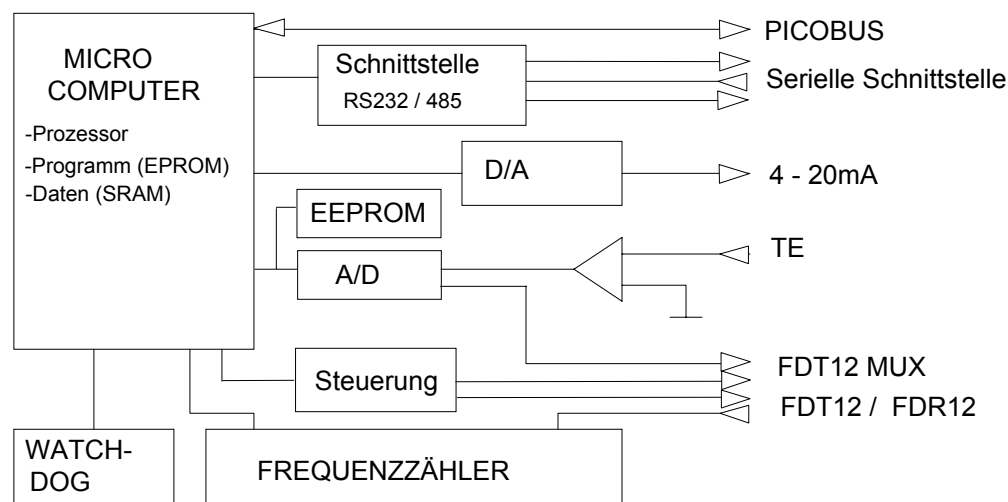 MICRO
COMPUTER
-Prozessor
-Programm (EPROM)
-Daten (SRAM)
Schnittstelle
RS232 / 485
D/A
EEPROM
A/D
Steuerung
WATCH-
DOG
FREQUENZZÄHLER
PICOBUS
Serielle Schnittstelle
4 - 20mA
TE
FDT12 MUX
FDT12 / FDR12